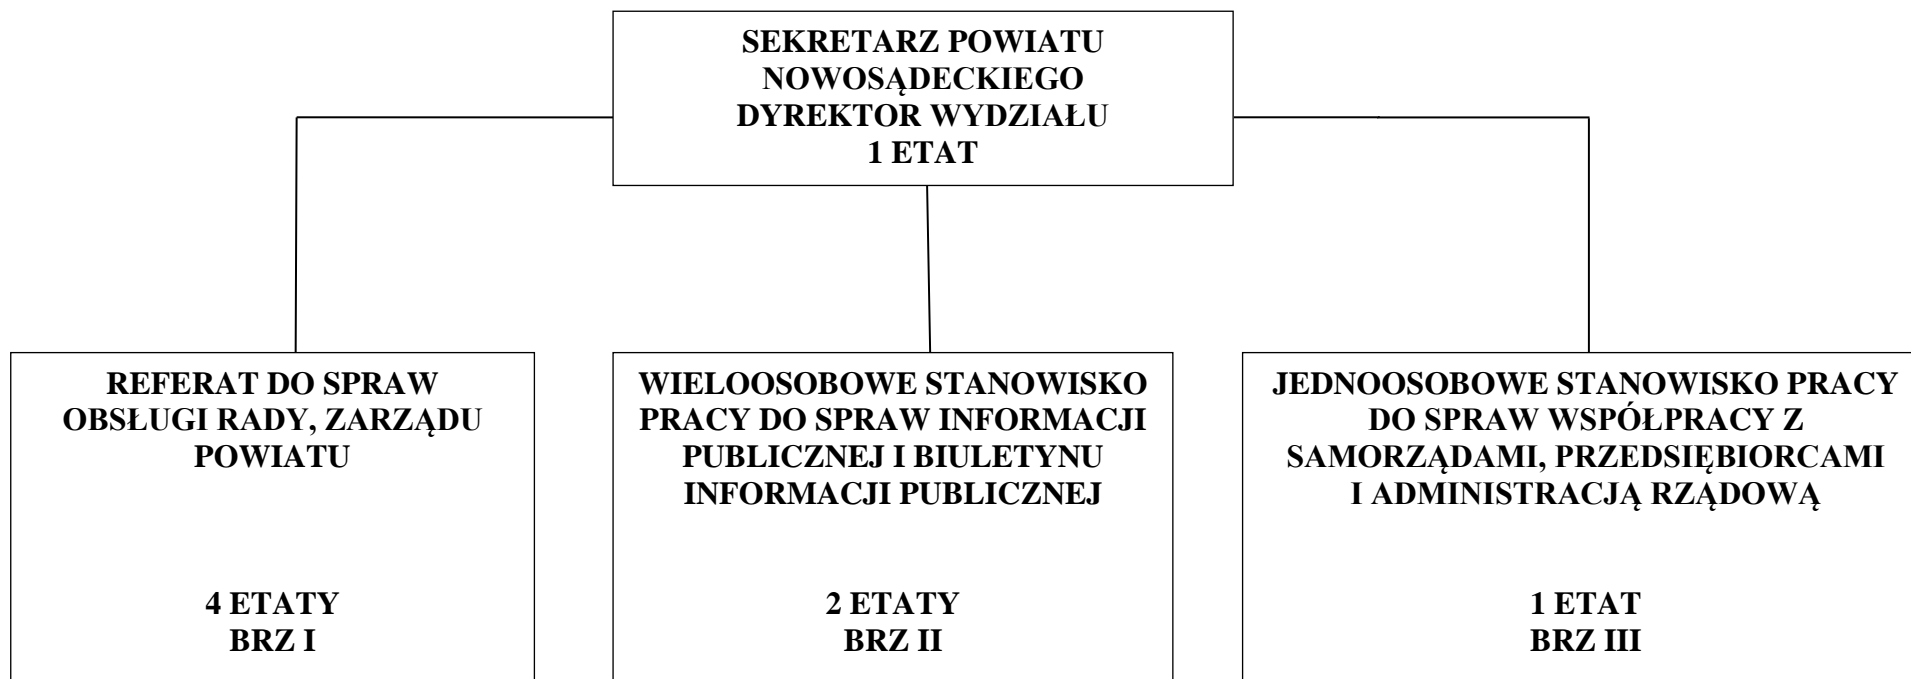 SEKRETARZ POWIATU
NOWOSĄDECKIEGO
DYREKTOR WYDZIAŁU
1 ETAT
REFERAT DO SPRAW
OBSŁUGI RADY, ZARZĄDU
POWIATU
4 ETATY
BRZ I
WIELOOSOBOWE STANOWISKO
PRACY DO SPRAW INFORMACJI
PUBLICZNEJ I BIULETYNU
INFORMACJI PUBLICZNEJ
2 ETATY
BRZ II
JEDNOOSOBOWE STANOWISKO PRACY
DO SPRAW WSPÓŁPRACY Z
SAMORZĄDAMI, PRZEDSIĘBIORCAMI
I ADMINISTRACJĄ RZĄDOWĄ
1 ETAT
BRZ III